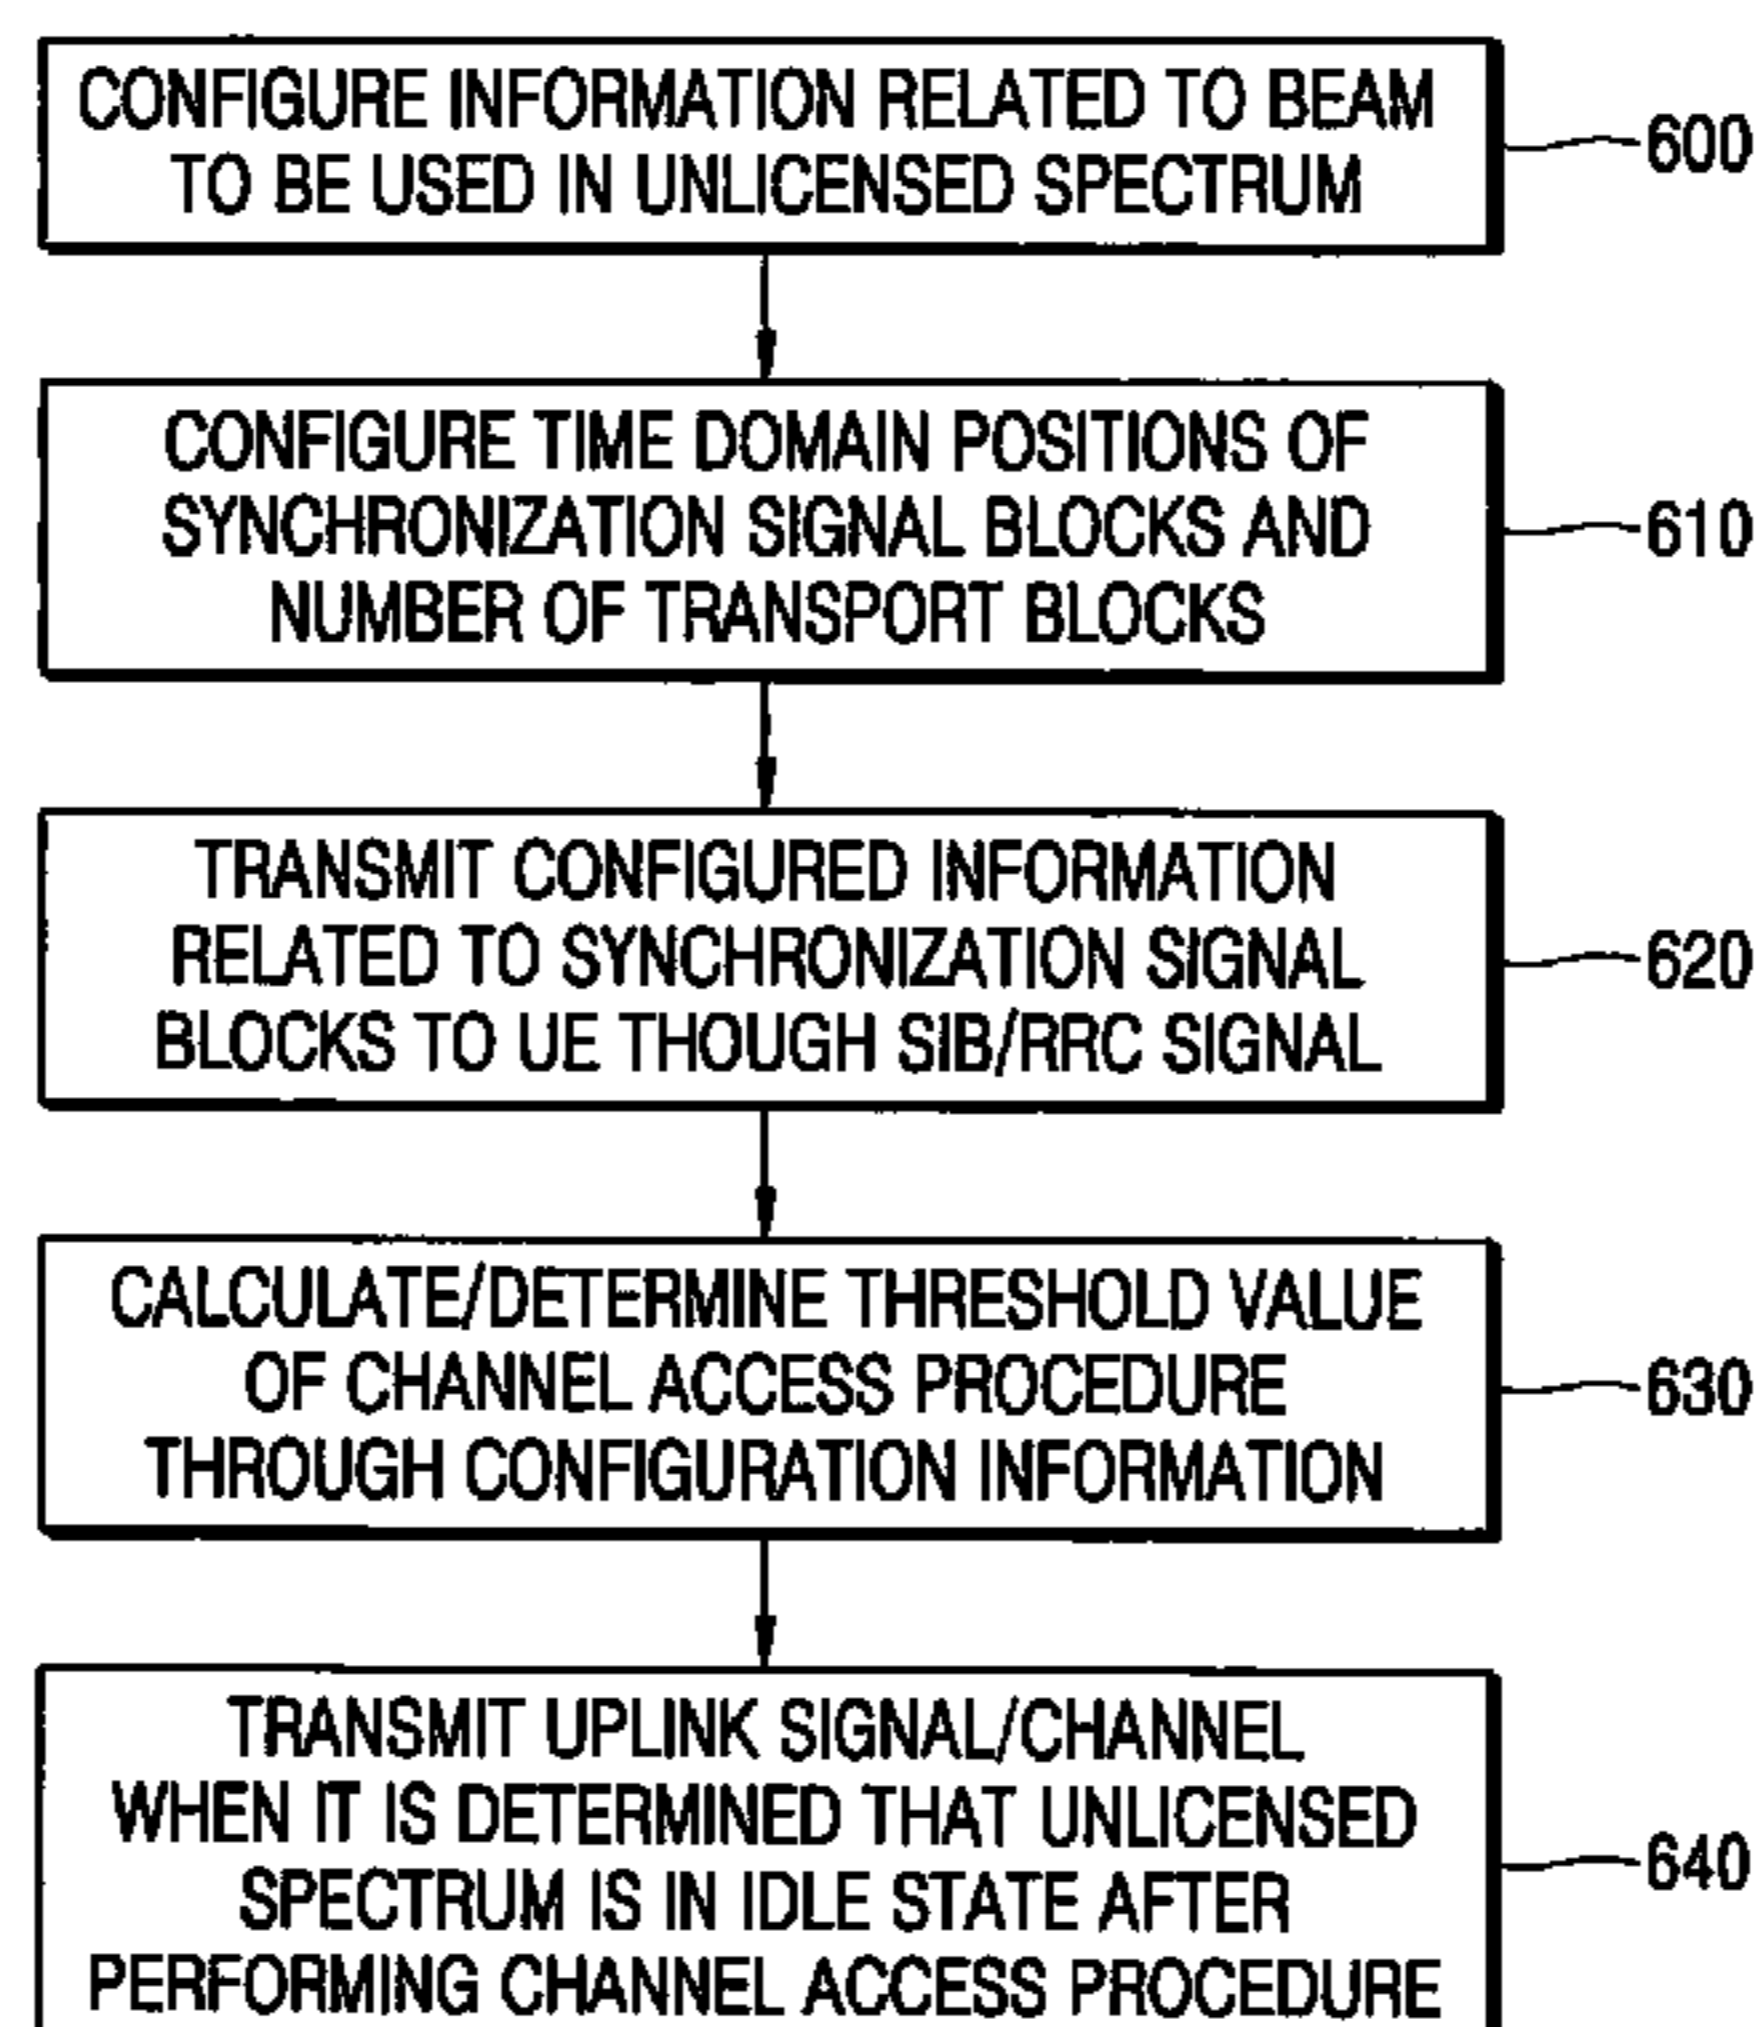 CONFIGURE INFORMATION RELATED TO BEAM
TO BE USED IN UNLICENSED SPECTRUM
600
CONFIGURE TIME DOMAIN POSITIONS OF
SYNCHRONIZATION SIGNAL BLOCKS AND
NUMBER OF TRANSPORT BLOCKS
610
TRANSMIT CONFIGURED INFORMATION
RELATED TO SYNCHRONIZATION SIGNAL
BLOCKS TO UE THOUGH SIB/RRC SIGNAL
620
CALCULATE/DETERMINE THRESHOLD VALUE
OF CHANNEL ACCESS PROCEDURE
THROUGH CONFIGURATION INFORMATION
630
TRANSMIT UPLINK SIGNAL/CHANNEL
WHEN IT IS DETERMINED THAT UNLICENSED
SPECTRUM IS IN IDLE STATE AFTER
PERFORMING CHANNEL ACCESS PROCEDURE
640